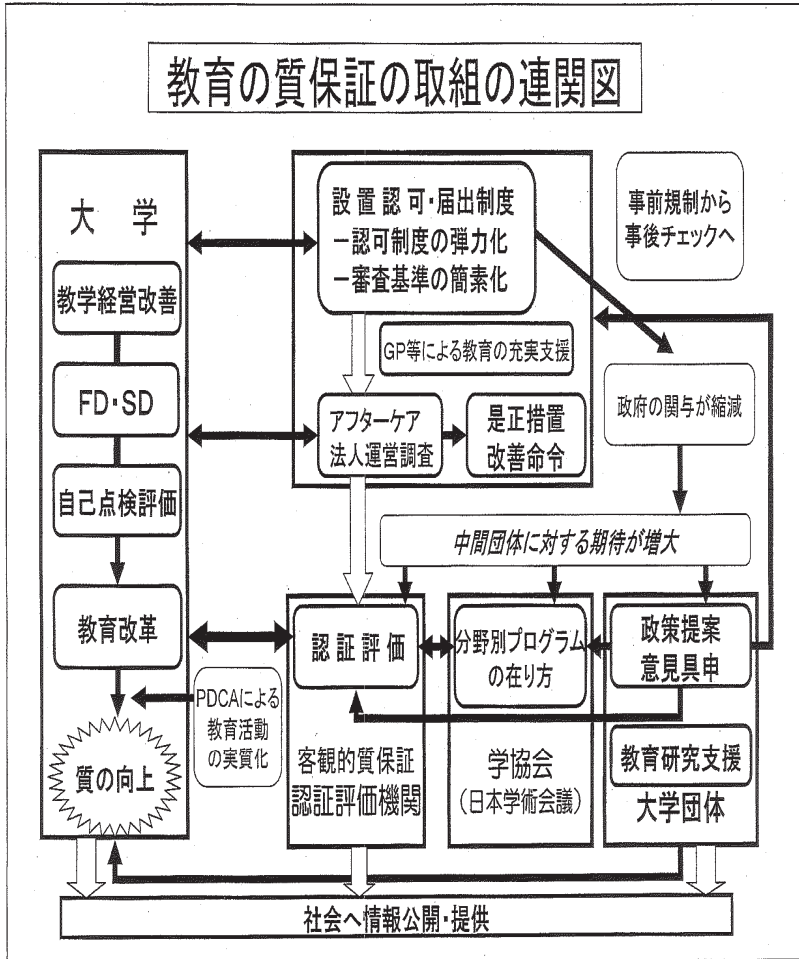 教育の質保証の取組の連関図
大 学
教学経営改善
FD・SD
自己点検評価
教育改革
質の向上
PDCAによる
教育活動
の実質化
設置認可・届出制度
－認可制度の弾力化
－審査基準の簡素化
GP等による教育の充実支援
アフターケア
法人運営調査
是正措置
改善命令
事前規制から
事後チェックへ
政府の関与が縮減
中間団体に対する期待が増大
認証評価
客観的質保証
認証評価機関
分野別プログラム
の在り方
学協会
（日本学術会議）
政策提案
意見具申
教育研究支援
大学団体
社会へ情報公開・提供